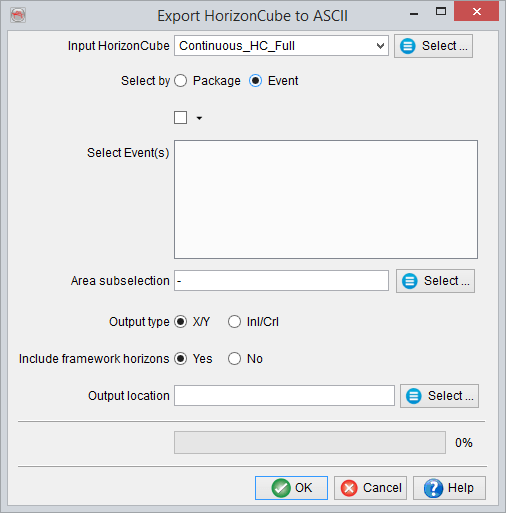 Export HorizonCube to ASCII
Input HorizonCube Continuous_HC_Full Select ...
Select by Package Event
Select Event(s)
Area subselection - Select ...
Output type X/Y Inl/Crl
Include framework horizons Yes No
Output location Select ...
0%
OK Cancel Help